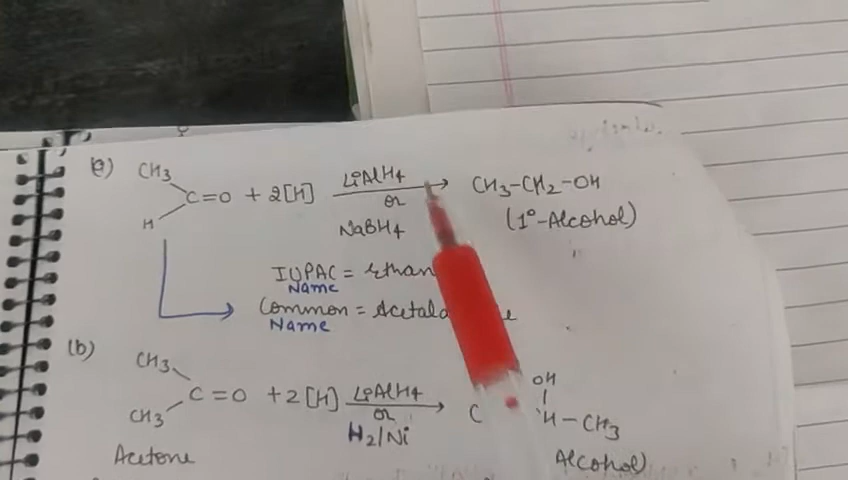 a)
CH3
C=O + 2[H] LiAlH4 or NaBH4 → CH3-CH2-OH
H
(1°-Alcohol)
IUPAC = Ethan
Name
Common = Acetal
Name
(b)
CH3
C=O +2[H] LiAlH4 or H2/Ni → C
CH3
OH
H-CH3
Acetone
Alcohol)